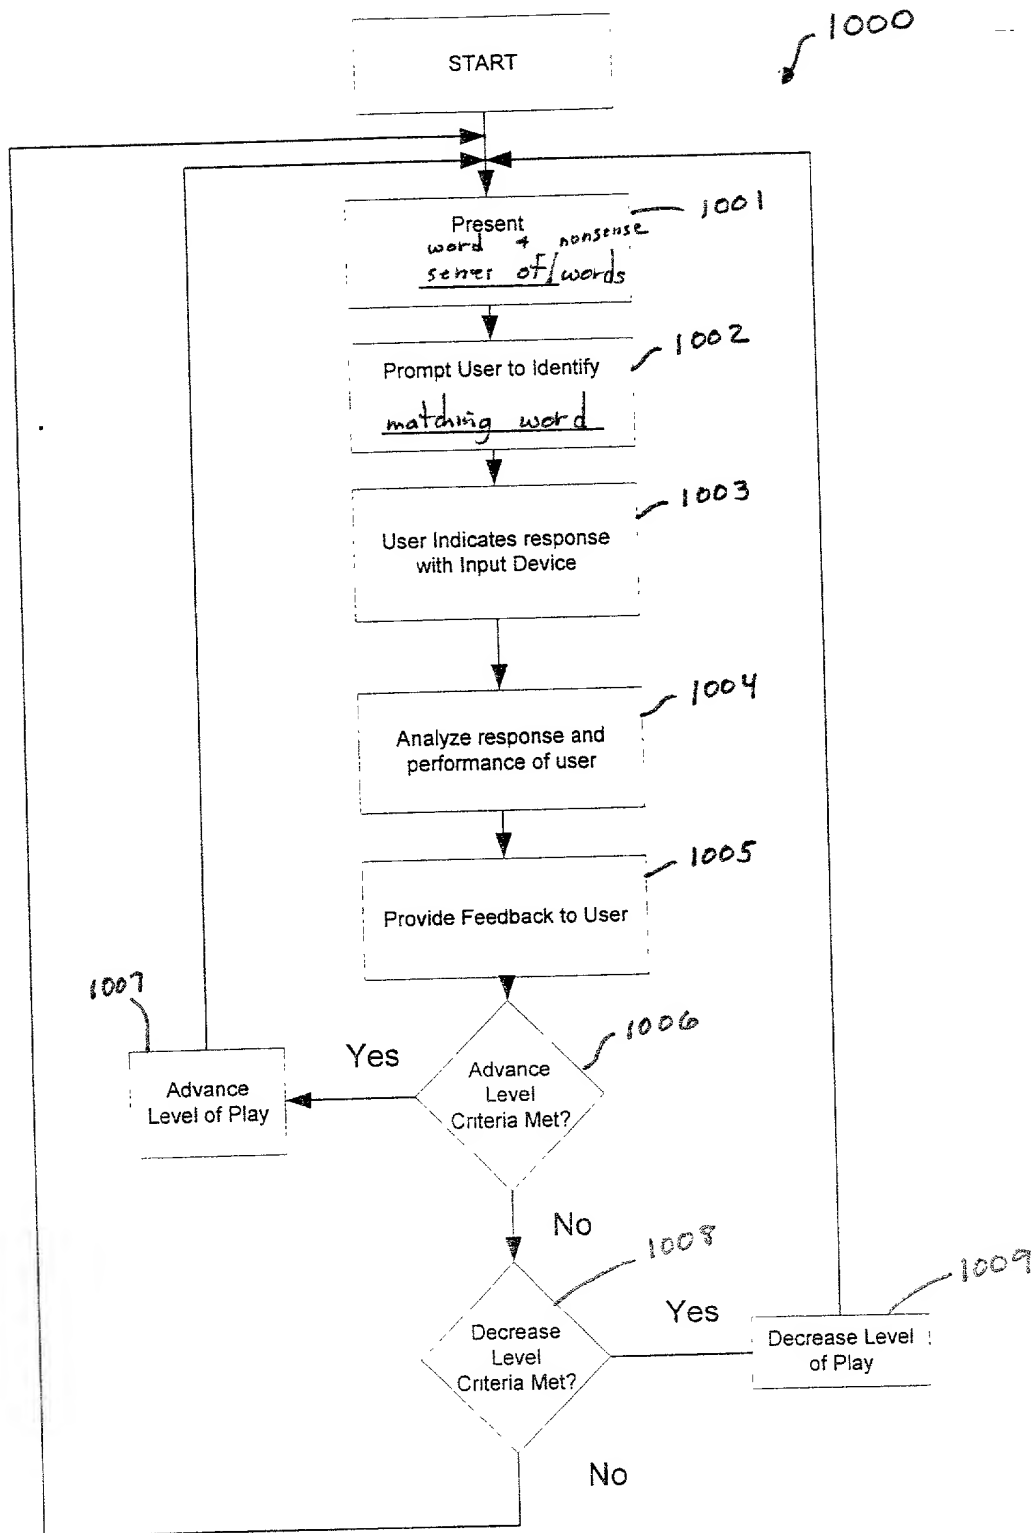 1000
START
1001
Present
word + nonsense
series of / words
1002
Prompt User to Identify
matching word
1003
User Indicates response
with Input Device
1004
Analyze response and
performance of user
1005
Provide Feedback to User
1007
1006
Yes
Advance
Level
Criteria Met?
Advance
Level of Play
No
1008
1009
Yes
Decrease
Level
Criteria Met?
Decrease Level
of Play
No